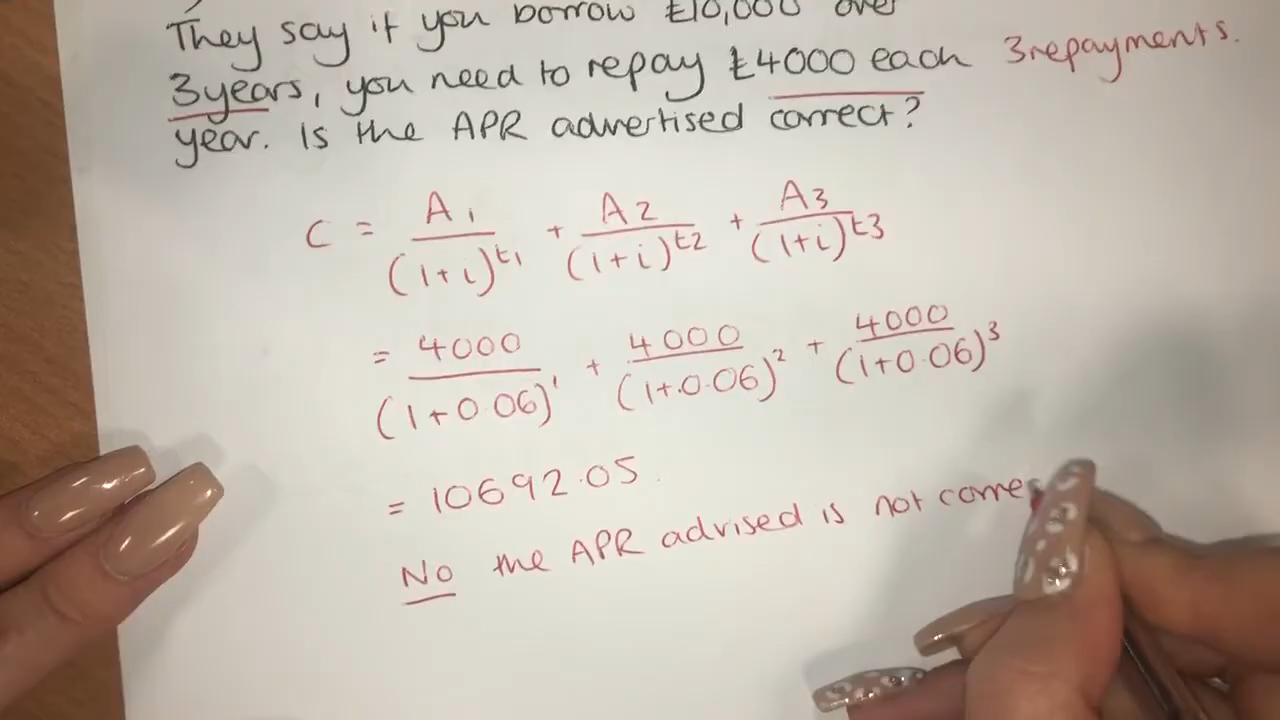 They say if you borrow £10,000 over
3years, you need to repay £4000 each 3repayments.
year. Is the APR advertised correct?
C = A1/(1+i)^t1 + A2/(1+i)^t2 + A3/(1+i)^t3
= 4000/(1+0.06)^1 + 4000/(1+0.06)^2 + 4000/(1+0.06)^3
= 10692.05
No the APR advised is not corre